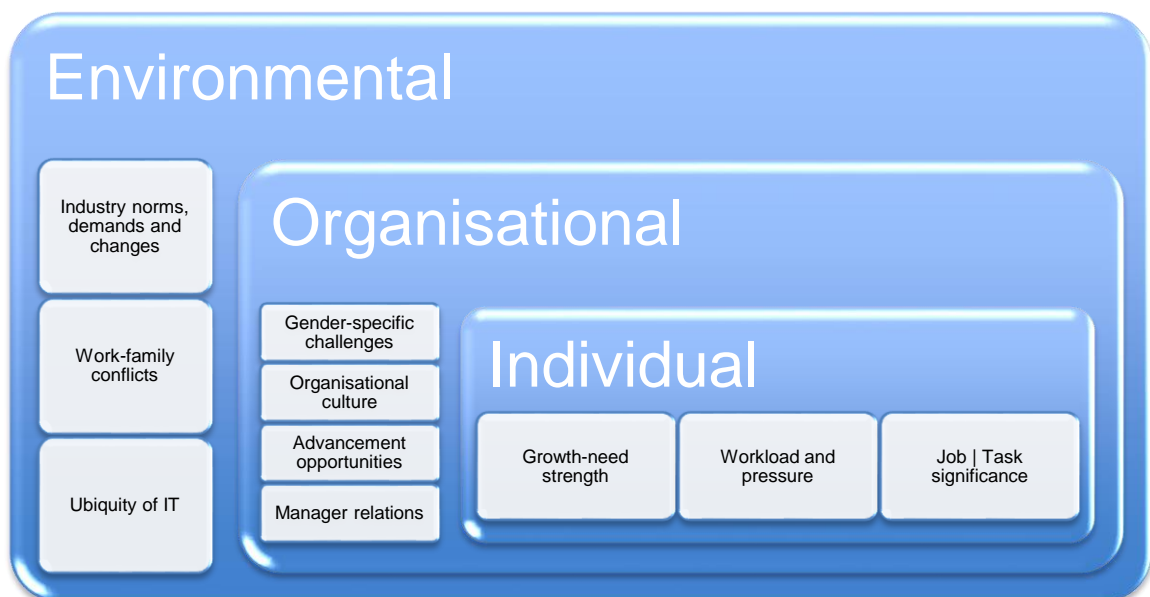 Environmental
Industry norms,
demands and
changes
Work-family
conflicts
Ubiquity of IT
Organisational
Gender-specific
challenges
Organisational
culture
Advancement
opportunities
Manager relations
Individual
Growth-need
strength
Workload and
pressure
Job | Task
significance